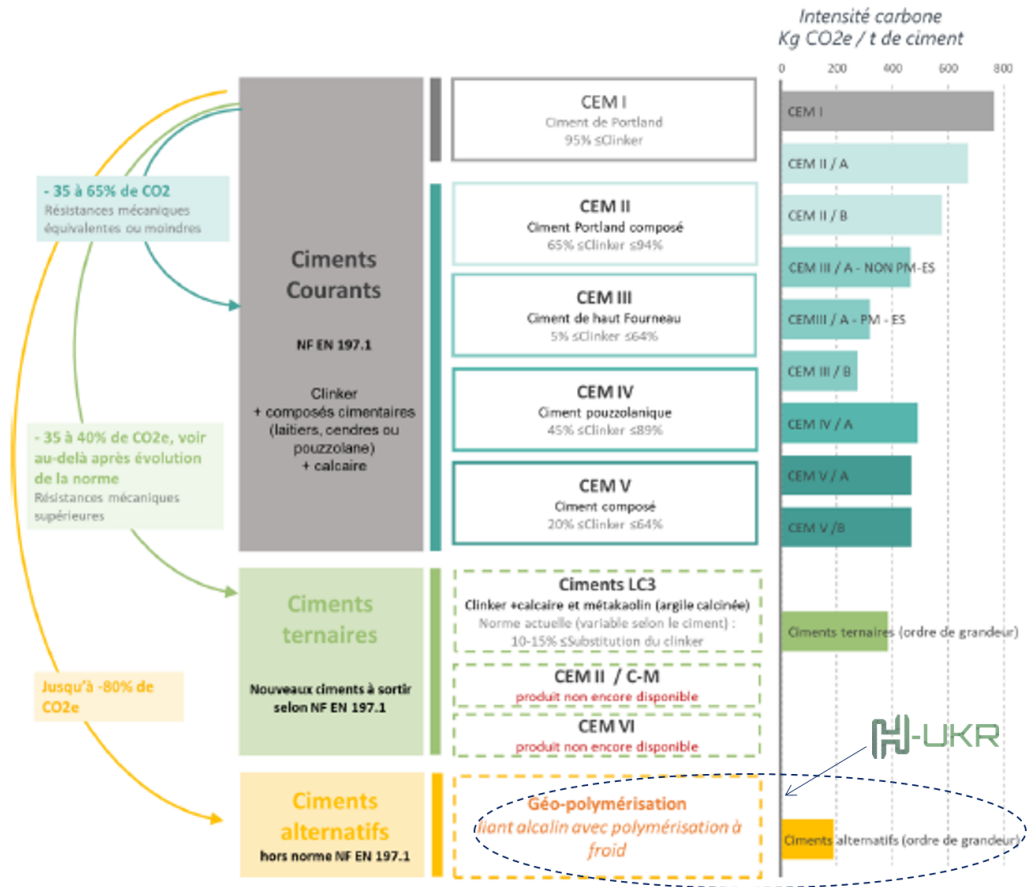 Intensité carbone
Kg CO2e / t de ciment
0 200 400 600 800
CEM I
Ciment de Portland
95% ≤Clinker
CEM I
CEM II / A
- 35 à 65% de CO2
Résistances mécaniques
équivalentes ou moindres
CEM II
Ciment Portland composé
65% ≤Clinker ≤94%
CEM II / B
Ciments
Courants
NF EN 197.1
Clinker
+ composés cimentaires
(laitiers, cendres ou
pouzzolane)
+ calcaire
CEM III / A - NON PM-ES
CEM III
Ciment de haut Fourneau
5% ≤Clinker ≤64%
CEMIII / A - PM - ES
CEM III / B
CEM IV
Ciment pouzzolanique
45% ≤Clinker ≤89%
CEM IV / A
- 35 à 40% de CO2e, voir
au-delà après évolution
de la norme
Résistances mécaniques
supérieures
CEM V
Ciment composé
20% ≤Clinker ≤64%
CEM V / A
CEM V /B
Ciments
ternaires
Nouveaux ciments à sortir
selon NF EN 197.1
Ciments LC3
Clinker +calcaire et métakaolin (argile calcinée)
Norme actuelle (variable selon le ciment) :
10-15% ≤Substitution du clinker
Ciments ternaires (ordre de grandeur)
CEM II / C-M
produit non encore disponible
CEM VI
produit non encore disponible
Jusqu'à -80% de
CO2e
H-UKR
Ciments
alternatifs
hors norme NF EN 197.1
Géo-polymérisation
liant alcalin avec polymérisation à
froid
Ciments alternatifs (ordre de grandeur)